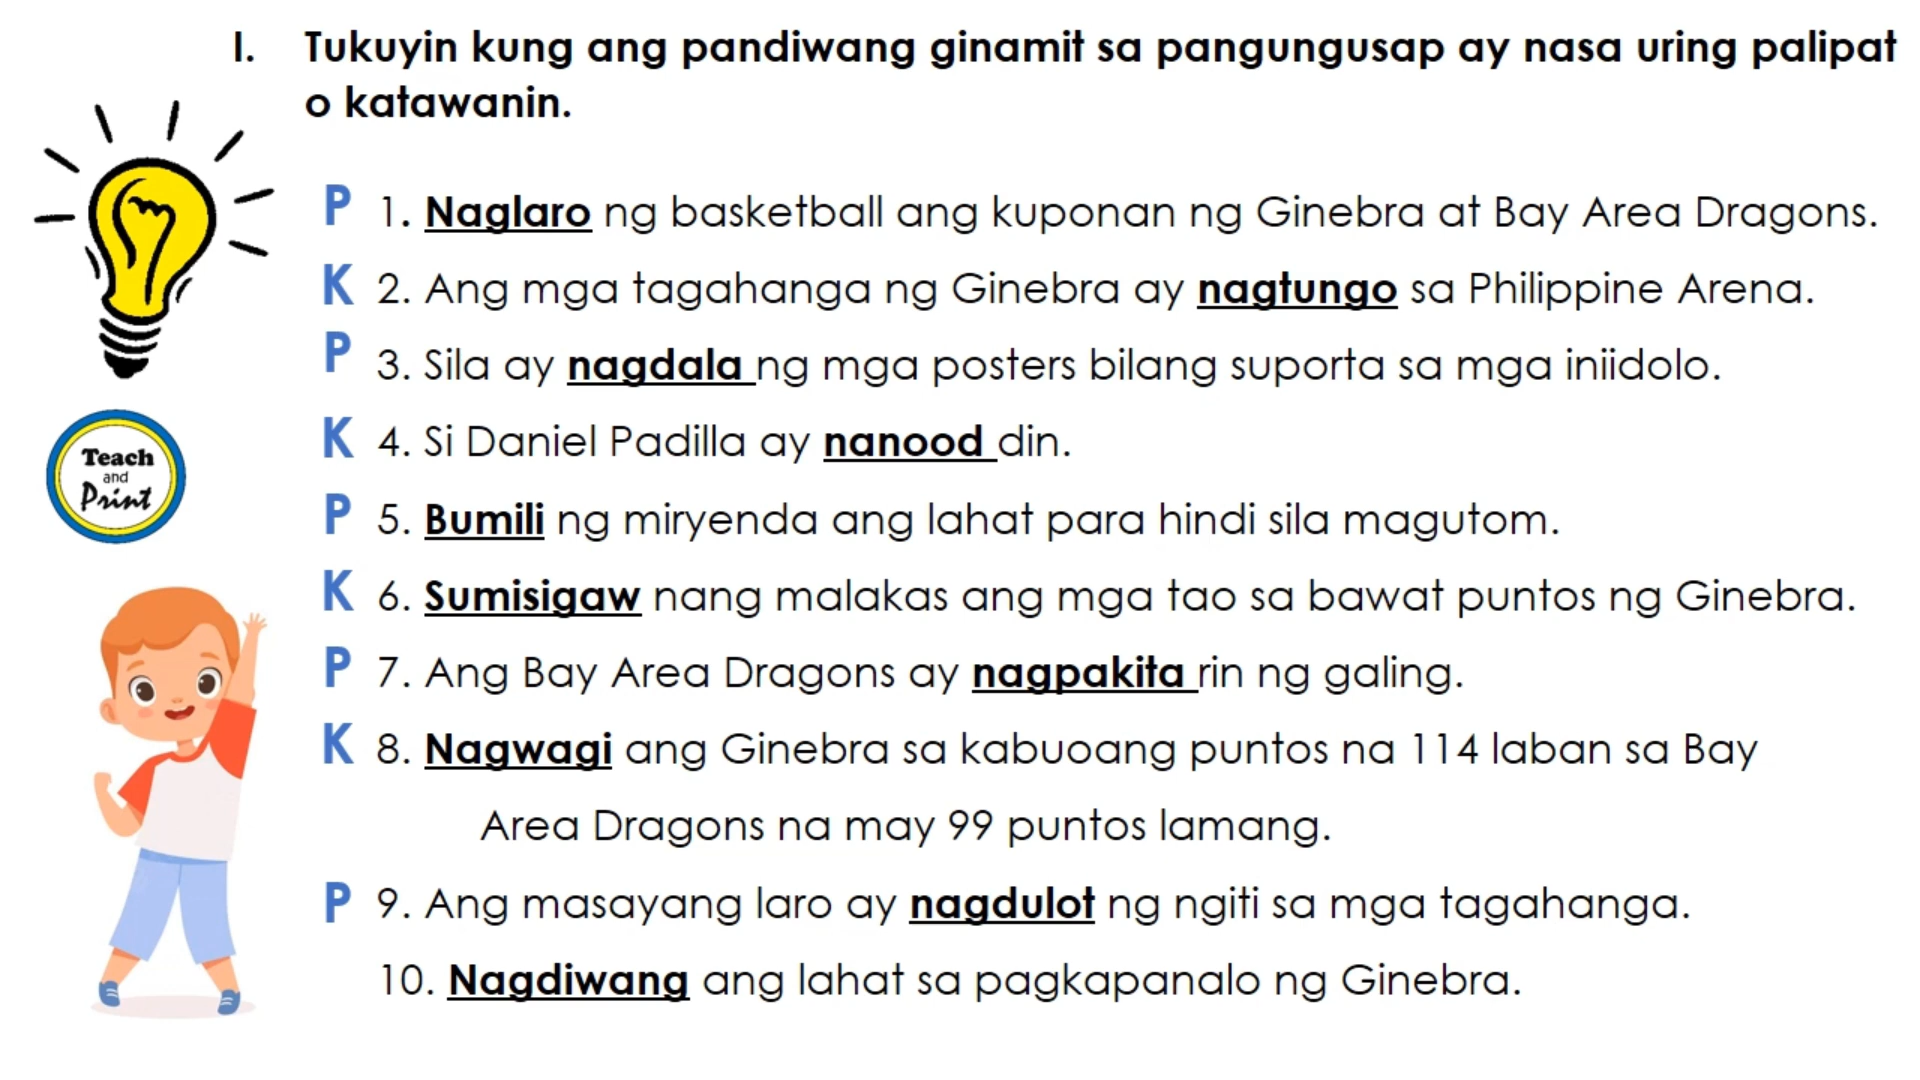 I. Tukuyin kung ang pandiwang ginamit sa pangungusap ay nasa uring palipat
o katawanin.
P 1. Naglaro ng basketball ang kuponan ng Ginebra at Bay Area Dragons.
K 2. Ang mga tagahanga ng Ginebra ay nagtungo sa Philippine Arena.
P 3. Sila ay nagdala ng mga posters bilang suporta sa mga iniidolo.
K 4. Si Daniel Padilla ay nanood din.
P 5. Bumili ng miryenda ang lahat para hindi sila magutom.
K 6. Sumisigaw nang malakas ang mga tao sa bawat puntos ng Ginebra.
P 7. Ang Bay Area Dragons ay nagpakita rin ng galing.
K 8. Nagwagi ang Ginebra sa kabuoang puntos na 114 laban sa Bay
Area Dragons na may 99 puntos lamang.
P 9. Ang masayang laro ay nagdulot ng ngiti sa mga tagahanga.
10. Nagdiwang ang lahat sa pagkapanalo ng Ginebra.
Teach
and
Print